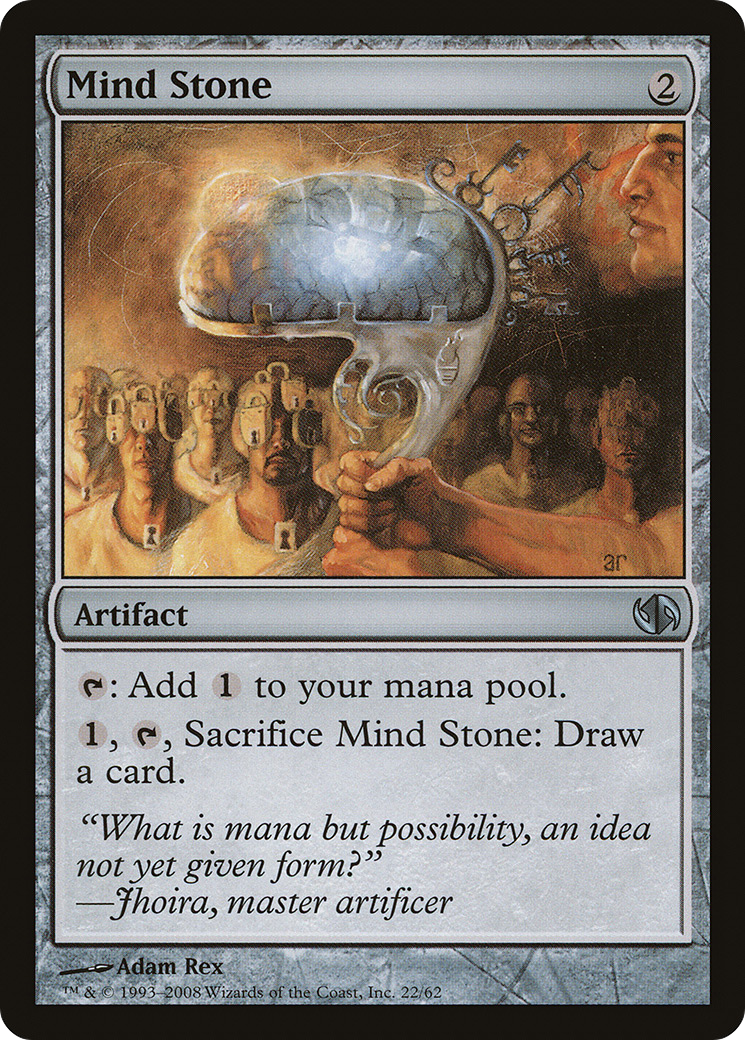 Mind Stone 2
ar
Artifact
: Add 1 to your mana pool.
1, , Sacrifice Mind Stone: Draw
a card.
“What is mana but possibility, an idea
not yet given form?”
—Jhoira, master artificer
Adam Rex
™ & © 1993–2008 Wizards of the Coast, Inc. 22/62